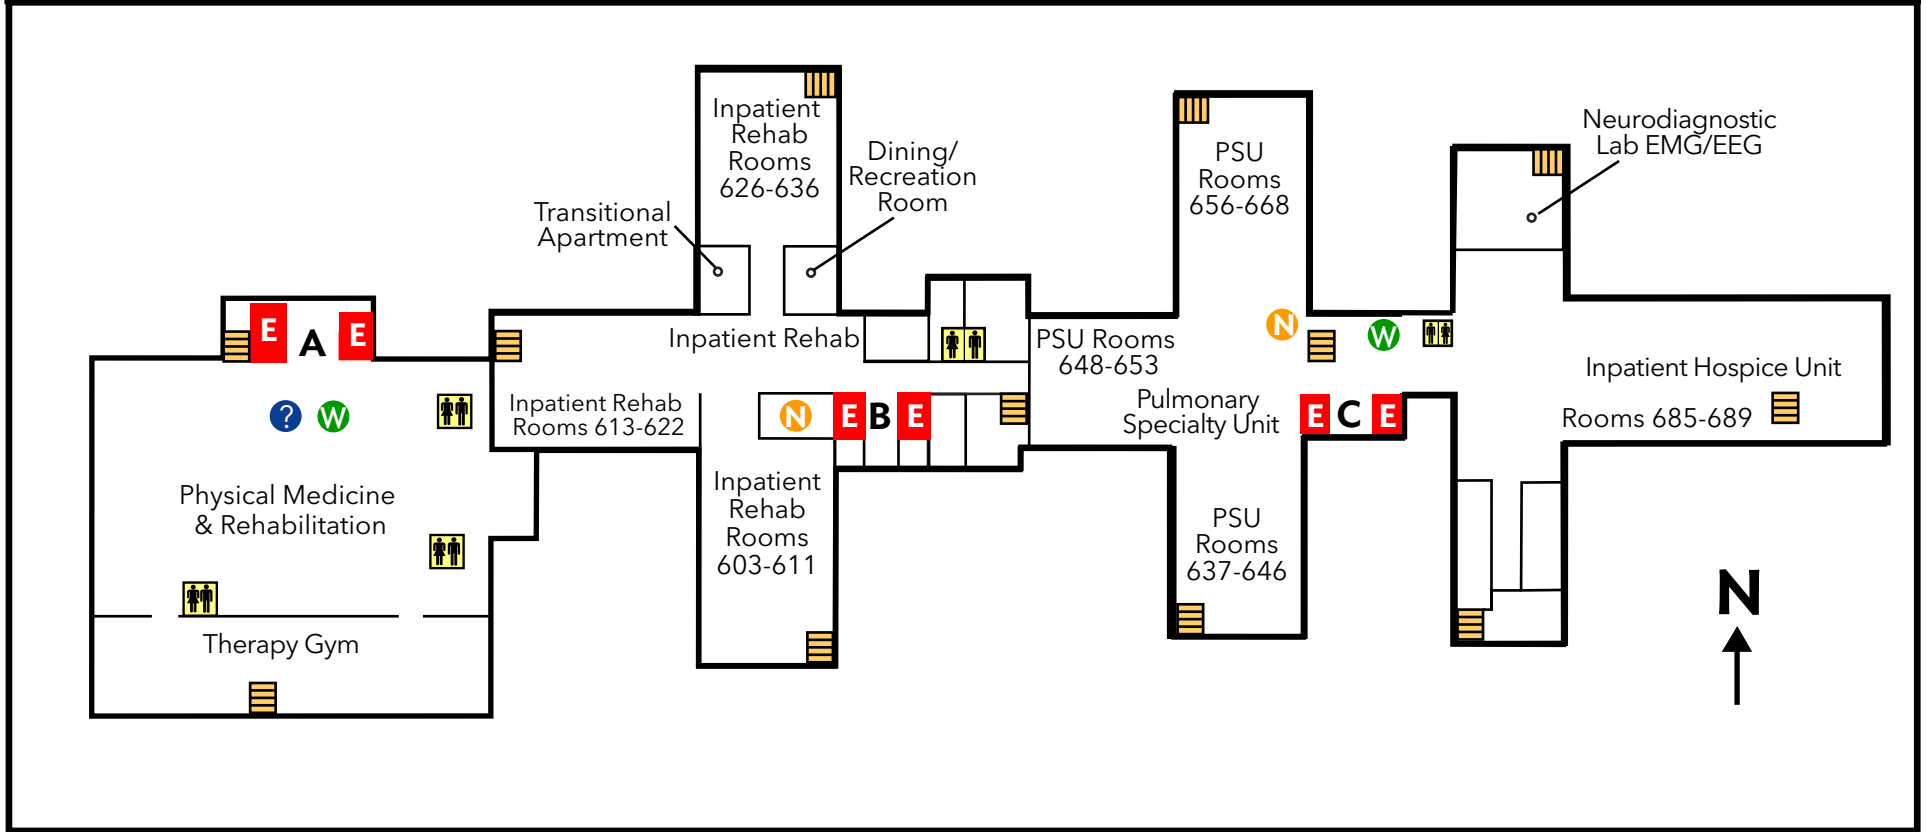 Inpatient
Rehab
Rooms
626-636
Dining/
Recreation
Room
Transitional
Apartment
PSU
Rooms
656-668
Neurodiagnostic
Lab EMG/EEG
E A E
? W
Inpatient Rehab
Inpatient Rehab
Rooms 613-622
N
E B E
PSU Rooms
648-653
Pulmonary
Specialty Unit
N
W
E C E
Inpatient Hospice Unit
Rooms 685-689
Physical Medicine
& Rehabilitation
Inpatient
Rehab
Rooms
603-611
PSU
Rooms
637-646
Therapy Gym
N